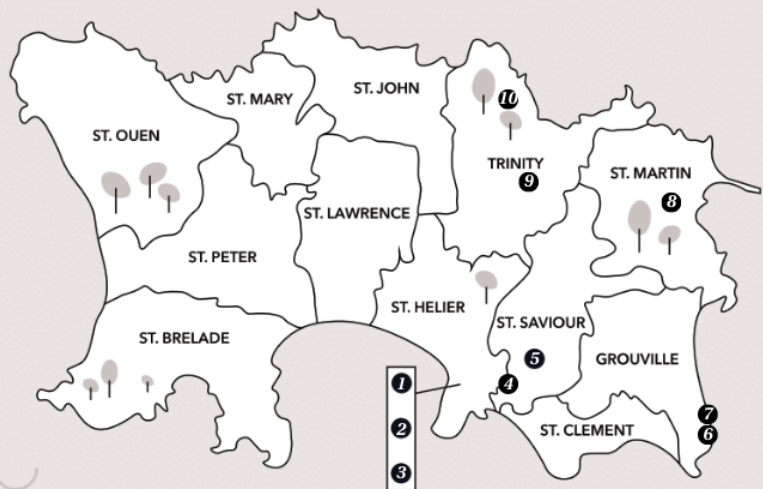 ST. JOHN
ST. MARY
10
ST. OUEN
TRINITY
9
ST. MARTIN
8
ST. LAWRENCE
ST. PETER
ST. HELIER
ST. SAVIOUR
ST. BRELADE
5
GROUVILLE
1
4
7
2
ST. CLEMENT
6
3